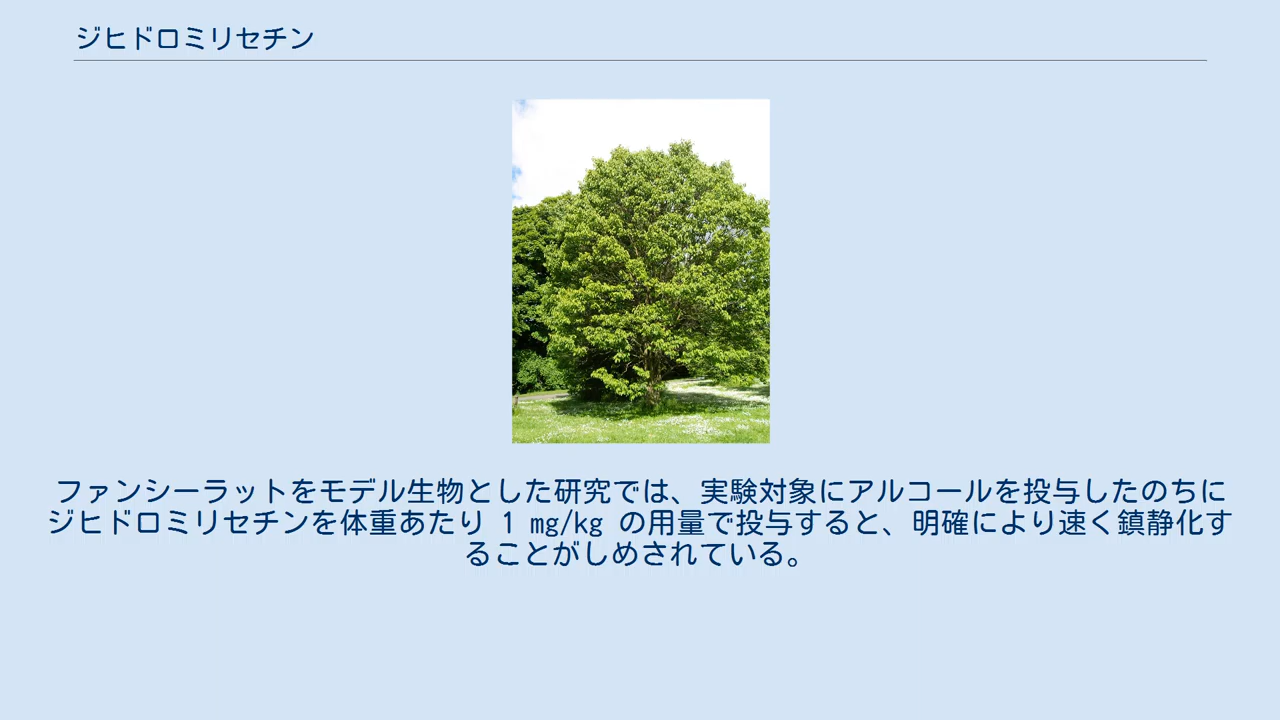 ジヒドロミリセチン
ファンシーラットをモデル生物とした研究では、実験対象にアルコールを投与したのちに
ジヒドロミリセチンを体重あたり 1 mg/kg の用量で投与すると、明確により速く鎮静化す
ることがしめされている。